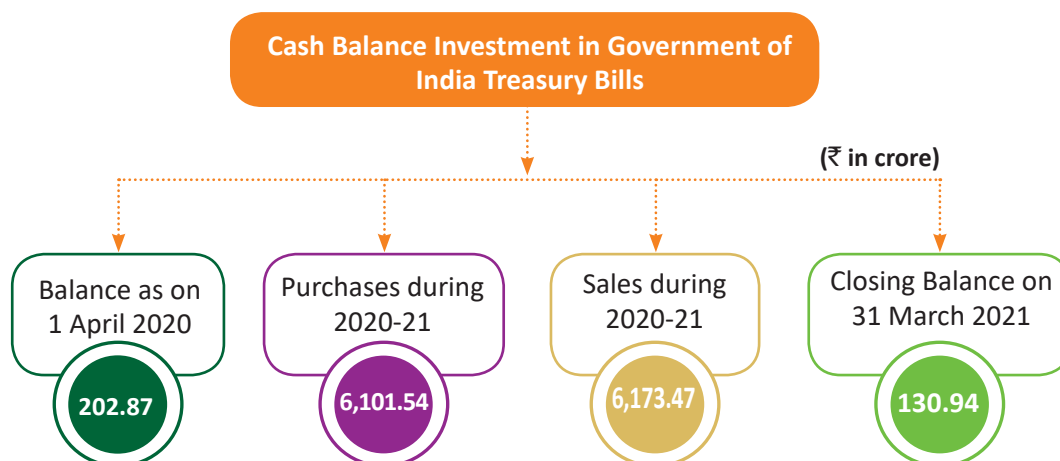 Cash Balance Investment in Government of
India Treasury Bills
(₹ in crore)
Balance as on
1 April 2020
202.87
Purchases during
2020-21
6,101.54
Sales during
2020-21
6,173.47
Closing Balance on
31 March 2021
130.94